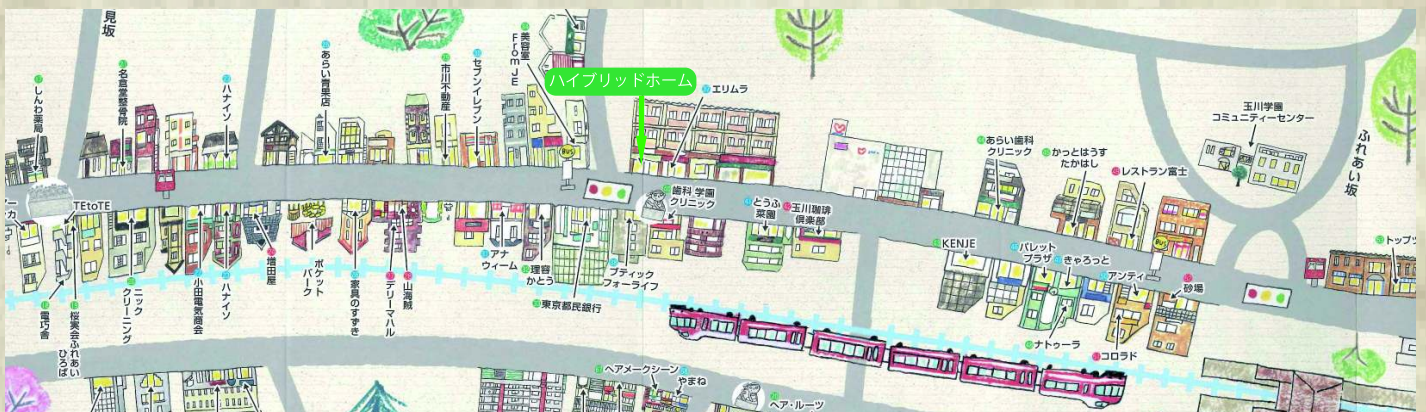 見坂
しんわ薬局
名倉堂整骨院
ハナイソ
あらい青果店
市川不動産
セブンイレブン
美容室
From JE
ハイブリッドホーム
エリムラ
BUS
あらい歯科
クリニック
かっとはうす
たかはし
レストラン富士
玉川学園
コミュニティーセンター
ふれあい坂
TEtoTE
歯科 学園
クリニック
とうふ
菜園
玉川珈琲
倶楽部
BUS
KENJE
パレット
プラザ
きゃろっと
アンティ
砂場
トップ
電巧舎
桜実会ふれあい
ひろば
ニック
クリーニング
小田電気商会
ハナイソ
増田屋
ポケット
パーク
家具のすずき
デリーマハル
山海賊
アナ
ウィーム
理容
かとう
東京都民銀行
ブティック
フォーライフ
ナトゥーラ
コロラド
ヘアメークシーン
やまね
ヘア・ルーツ